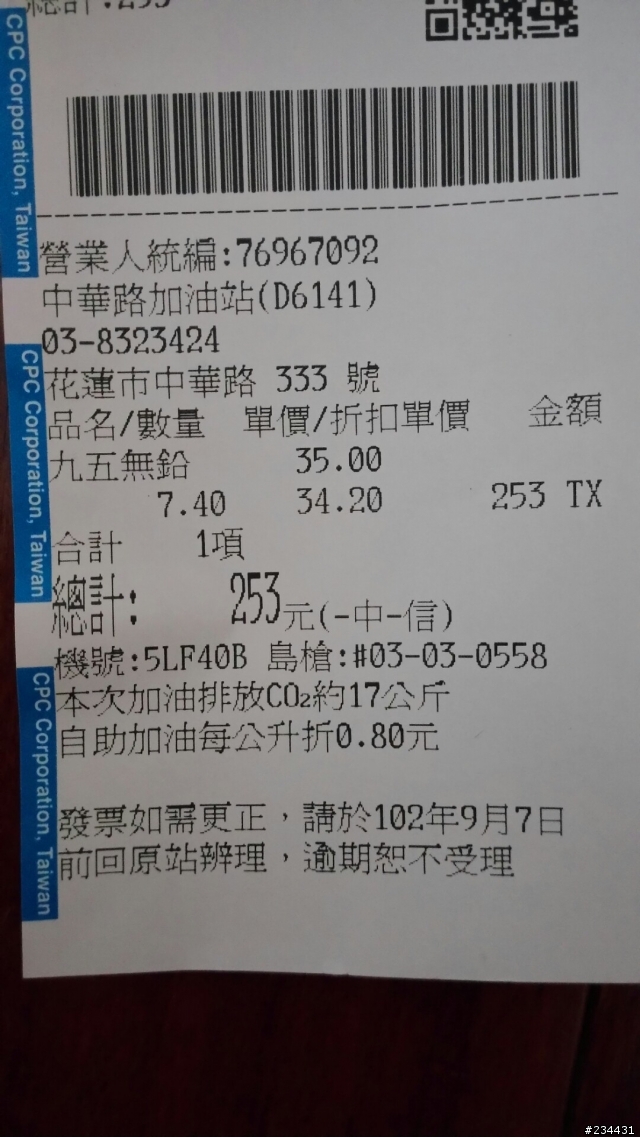 總計:253
營業人統編:76967092
中華路加油站(D6141)
03-8323424
花蓮市中華路 333 號
品名/數量 單價/折扣單價 金額
九五無鉛 35.00
7.40 34.20 253 TX
合計 1項
總計: 253元(-中-信)
機號:5LF40B 島槍:#03-03-0558
本次加油排放CO₂約17公斤
自助加油每公升折0.80元
發票如需更正，請於102年9月7日
前回原站辦理，逾期恕不受理
CPC Corporation, Taiwan
CPC Corporation, Taiwan
CPC Corporation, Taiwan
#234431